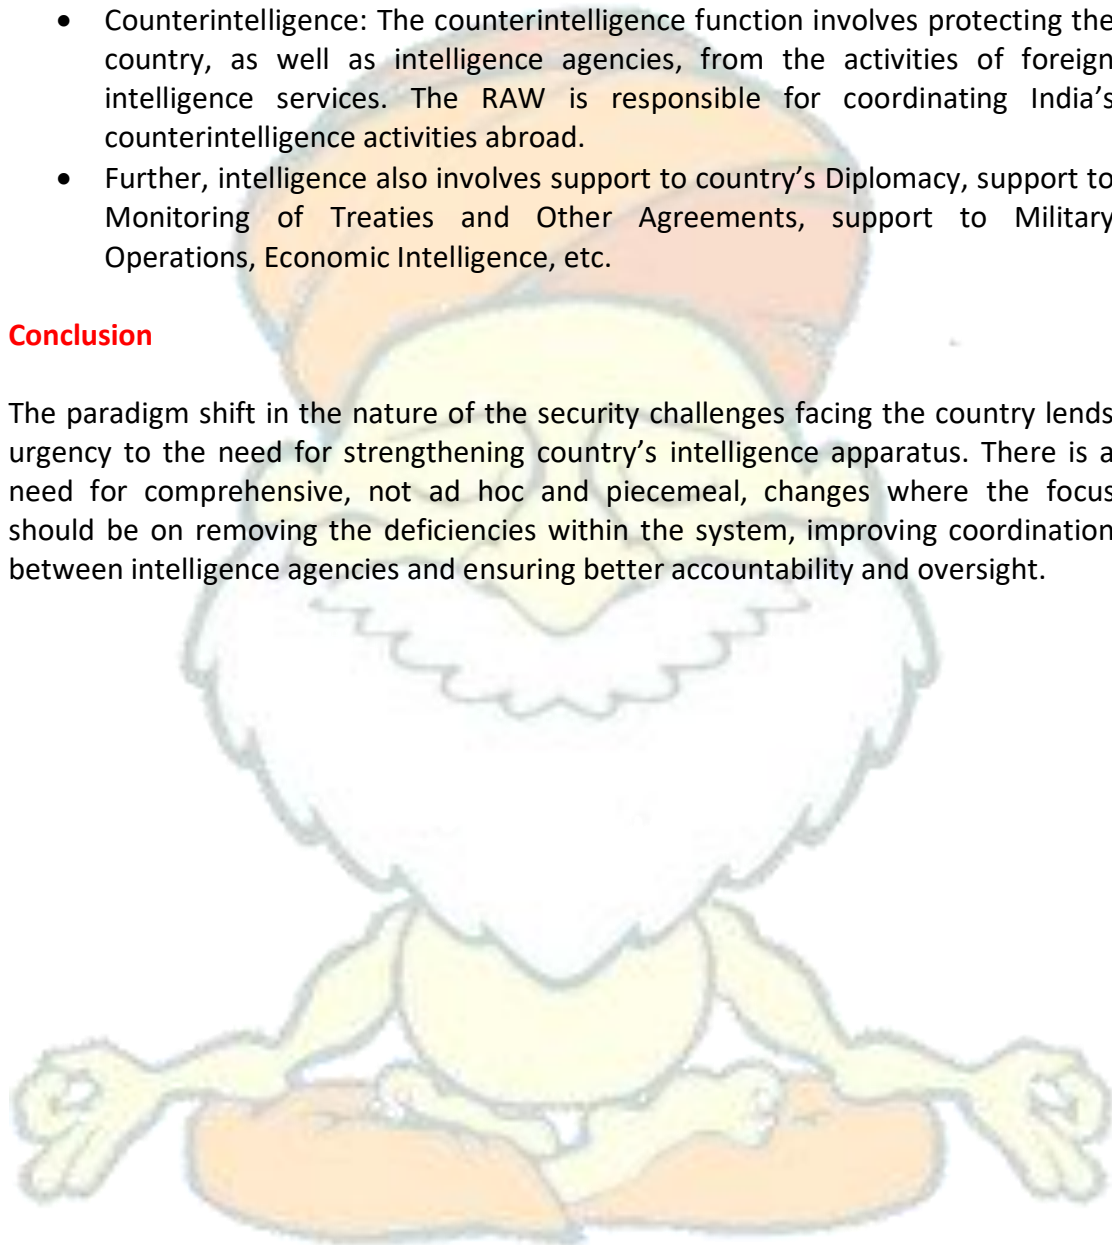 • Counterintelligence: The counterintelligence function involves protecting the
country, as well as intelligence agencies, from the activities of foreign
intelligence services. The RAW is responsible for coordinating India’s
counterintelligence activities abroad.
• Further, intelligence also involves support to country’s Diplomacy, support to
Monitoring of Treaties and Other Agreements, support to Military
Operations, Economic Intelligence, etc.
Conclusion
The paradigm shift in the nature of the security challenges facing the country lends
urgency to the need for strengthening country’s intelligence apparatus. There is a
need for comprehensive, not ad hoc and piecemeal, changes where the focus
should be on removing the deficiencies within the system, improving coordination
between intelligence agencies and ensuring better accountability and oversight.